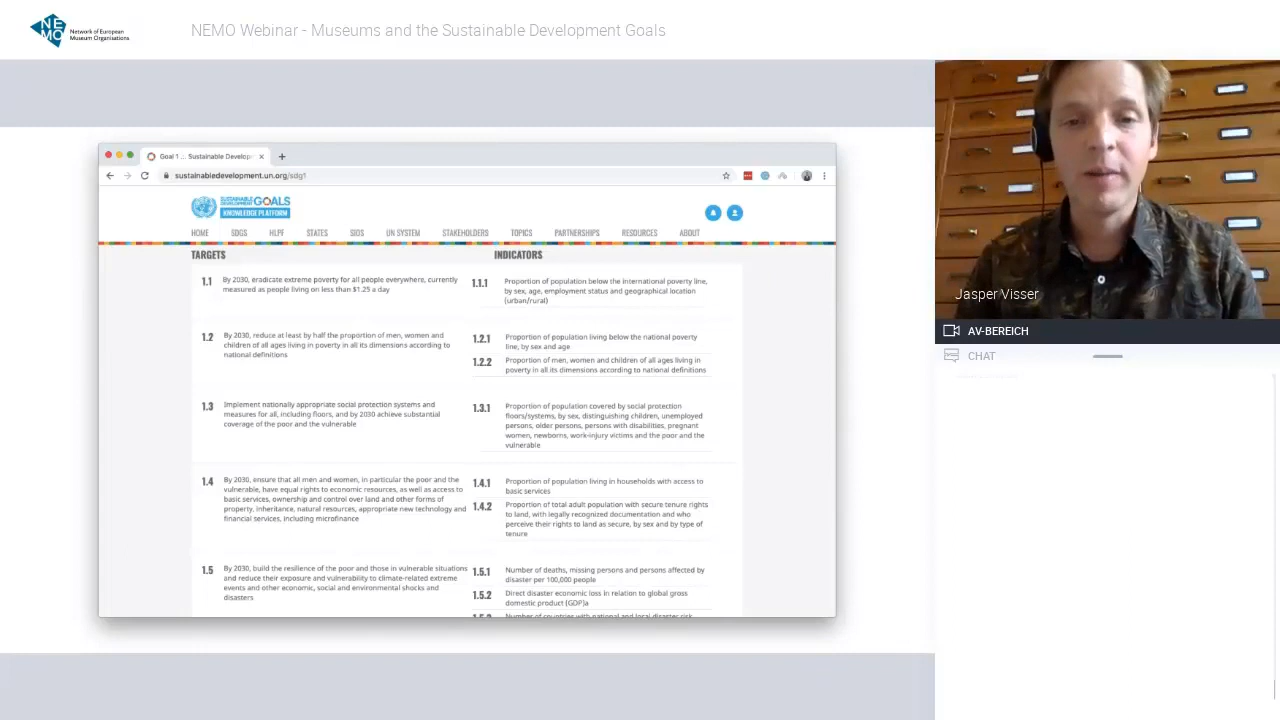 NE
MO
Network of European
Museum Organisations
NEMO Webinar - Museums and the Sustainable Development Goals
Goal 1 .:. Sustainable Develop
sustainabledevelopment.un.org/sdg1
SUSTAINABLE
DEVELOPMENT GOALS
KNOWLEDGE PLATFORM
HOME SDGS HLPF STATES SIDS UN SYSTEM STAKEHOLDERS TOPICS PARTNERSHIPS RESOURCES ABOUT
TARGETS
INDICATORS
1.1
By 2030, eradicate extreme poverty for all people everywhere, currently
measured as people living on less than $1.25 a day
1.1.1
Proportion of population below the international poverty line,
by sex, age, employment status and geographical location
(urban/rural)
1.2
By 2030, reduce at least by half the proportion of men, women and
children of all ages living in poverty in all its dimensions according to
national definitions
1.2.1
Proportion of population living below the national poverty
line, by sex and age
1.2.2
Proportion of men, women and children of all ages living in
poverty in all its dimensions according to national definitions
1.3
Implement nationally appropriate social protection systems and
measures for all, including floors, and by 2030 achieve substantial
coverage of the poor and the vulnerable
1.3.1
Proportion of population covered by social protection
floors/systems, by sex, distinguishing children, unemployed
persons, older persons, persons with disabilities, pregnant
women, newborns, work-injury victims and the poor and the
vulnerable
1.4
By 2030, ensure that all men and women, in particular the poor and the
vulnerable, have equal rights to economic resources, as well as access to
basic services, ownership and control over land and other forms of
property, inheritance, natural resources, appropriate new technology and
financial services, including microfinance
1.4.1
Proportion of population living in households with access to
basic services
1.4.2
Proportion of total adult population with secure tenure rights
to land, with legally recognized documentation and who
perceive their rights to land as secure, by sex and by type of
tenure
1.5
By 2030, build the resilience of the poor and those in vulnerable situations
and reduce their exposure and vulnerability to climate-related extreme
events and other economic, social and environmental shocks and
disasters
1.5.1
Number of deaths, missing persons and persons affected by
disaster per 100,000 people
1.5.2
Direct disaster economic loss in relation to global gross
domestic product (GDP)a
Number of countries with national and local disaster risk
Jasper Visser
AV-BEREICH
CHAT